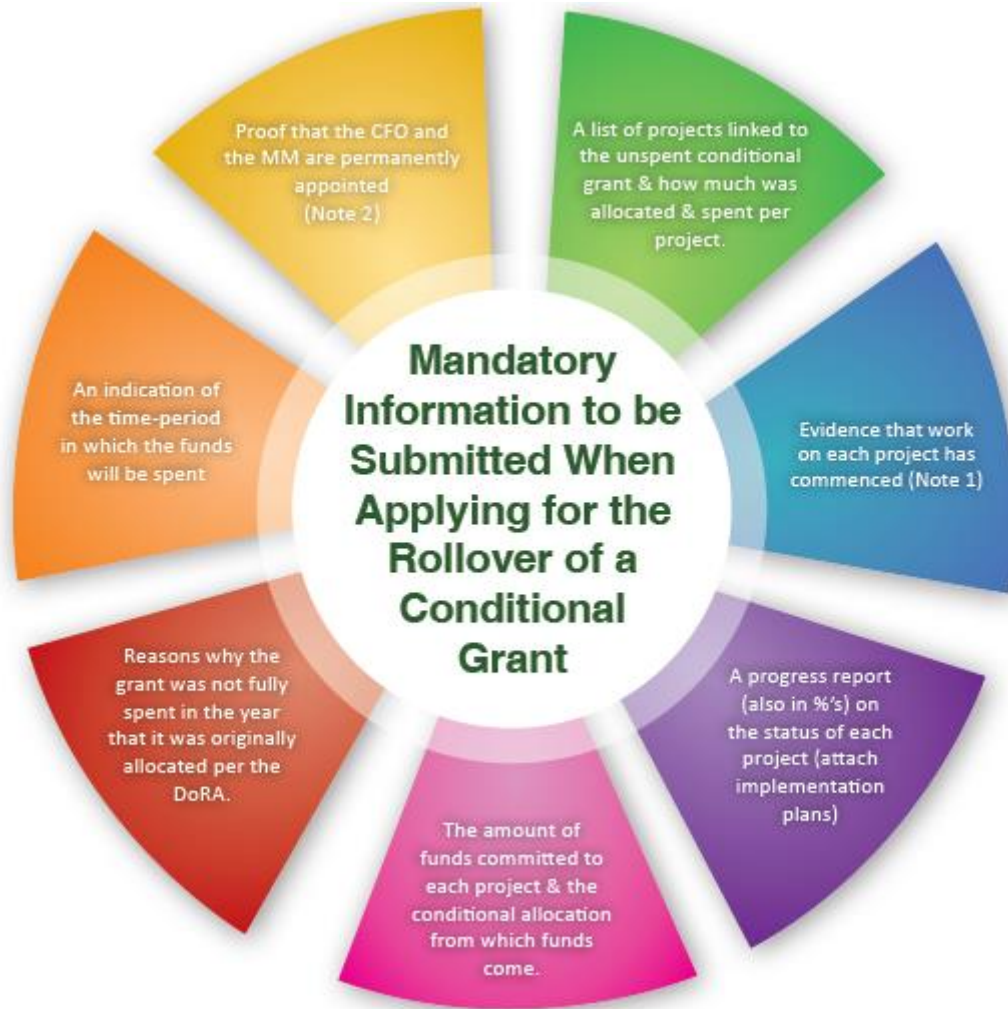 Mandatory
Information to be
Submitted When
Applying for the
Rollover of a
Conditional
Grant
A list of projects linked to
the unspent conditional
grant & how much was
allocated & spent per
project.
Evidence that work
on each project has
commenced (Note 1)
A progress report
(also in %'s) on
the status of each
project (attach
implementation
plans)
The amount of
funds committed to
each project & the
conditional allocation
from which funds
come.
Reasons why the
grant was not fully
spent in the year
that it was originally
allocated per the
DoRA.
An indication of
the time-period
in which the funds
will be spent
Proof that the CFO and
the MM are permanently
appointed
(Note 2)